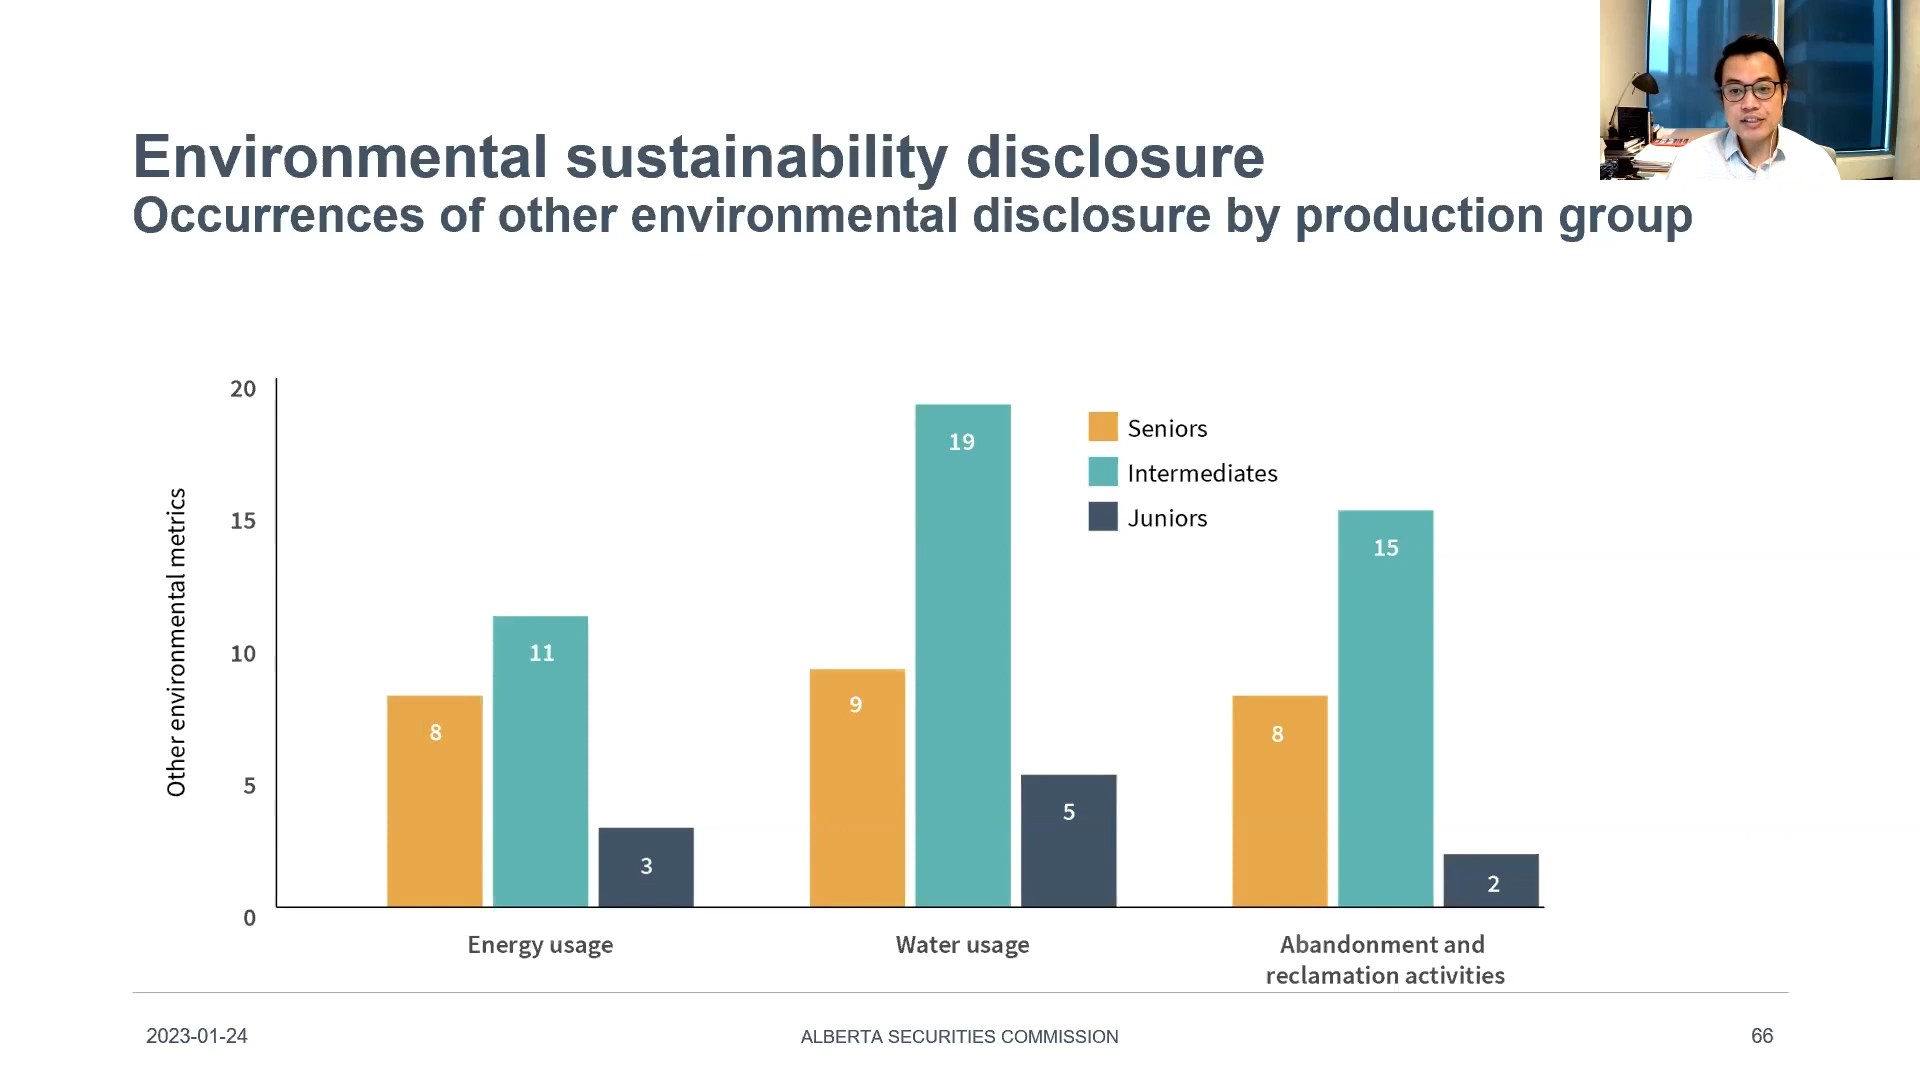 Environmental sustainability disclosure
Occurrences of other environmental disclosure by production group
Other environmental metrics
20
15
10
5
0
Seniors
Intermediates
Juniors
8
11
3
9
19
5
8
15
2
Energy usage
Water usage
Abandonment and
reclamation activities
2023-01-24
ALBERTA SECURITIES COMMISSION
66